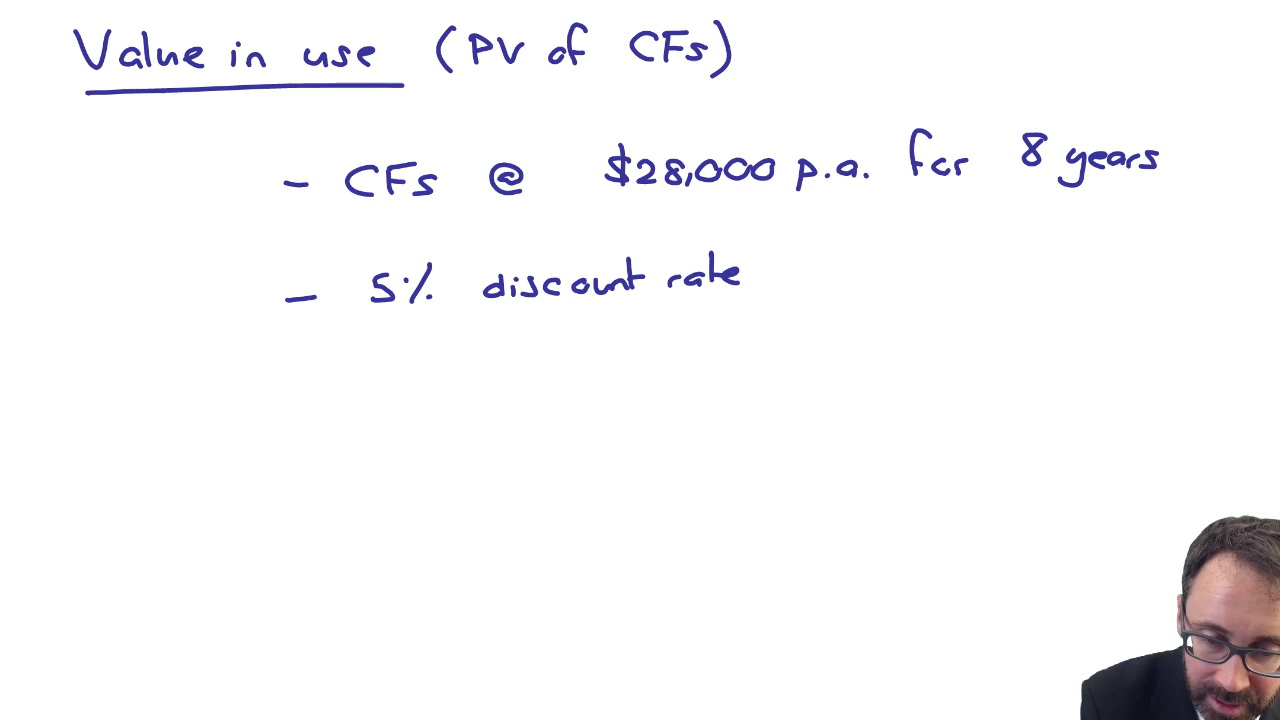 Value in use (PV of CFs)
- CFs @ $28,000 p.a. for 8 years
- 5% discount rate